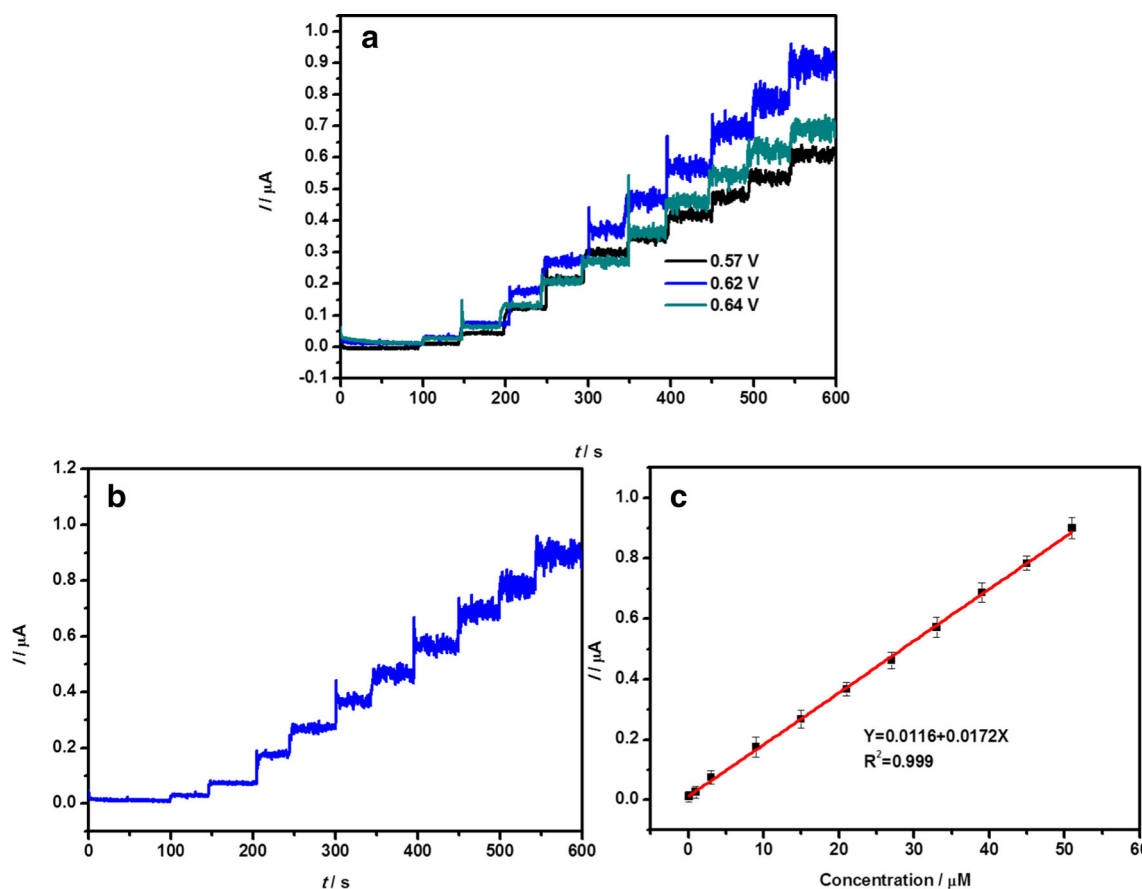 a
1.0
0.9
0.8
0.7
0.6
0.5
0.4
0.3
0.2
0.1
0.0
-0.1
I / μA
0.57 V
0.62 V
0.64 V
0 100 200 300 400 500 600
t / s
b
1.2
1.0
0.8
0.6
0.4
0.2
0.0
I / μA
0 100 200 300 400 500 600
t / s
c
1.0
0.8
0.6
0.4
0.2
0.0
I / μA
Y=0.0116+0.0172X
R²=0.999
0 10 20 30 40 50 60
Concentration / μM